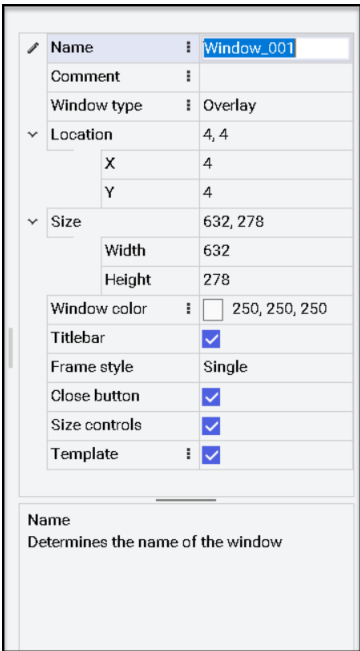 Name Window_001
Comment
Window type Overlay
Location 4, 4
X 4
Y 4
Size 632, 278
Width 632
Height 278
Window color 250, 250, 250
Titlebar
Frame style Single
Close button
Size controls
Template
Name
Determines the name of the window